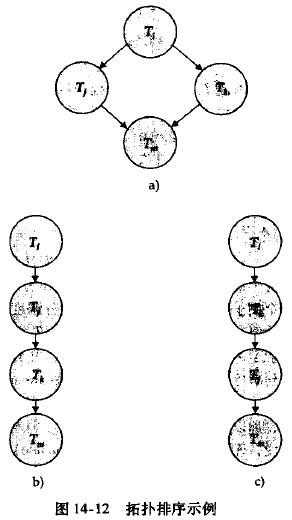 T_i
T_j T_k
T_m
a)
T_i T_i
T_j T_k
T_k T_j
T_m T_m
b) c)
图 14-12 拓扑排序示例